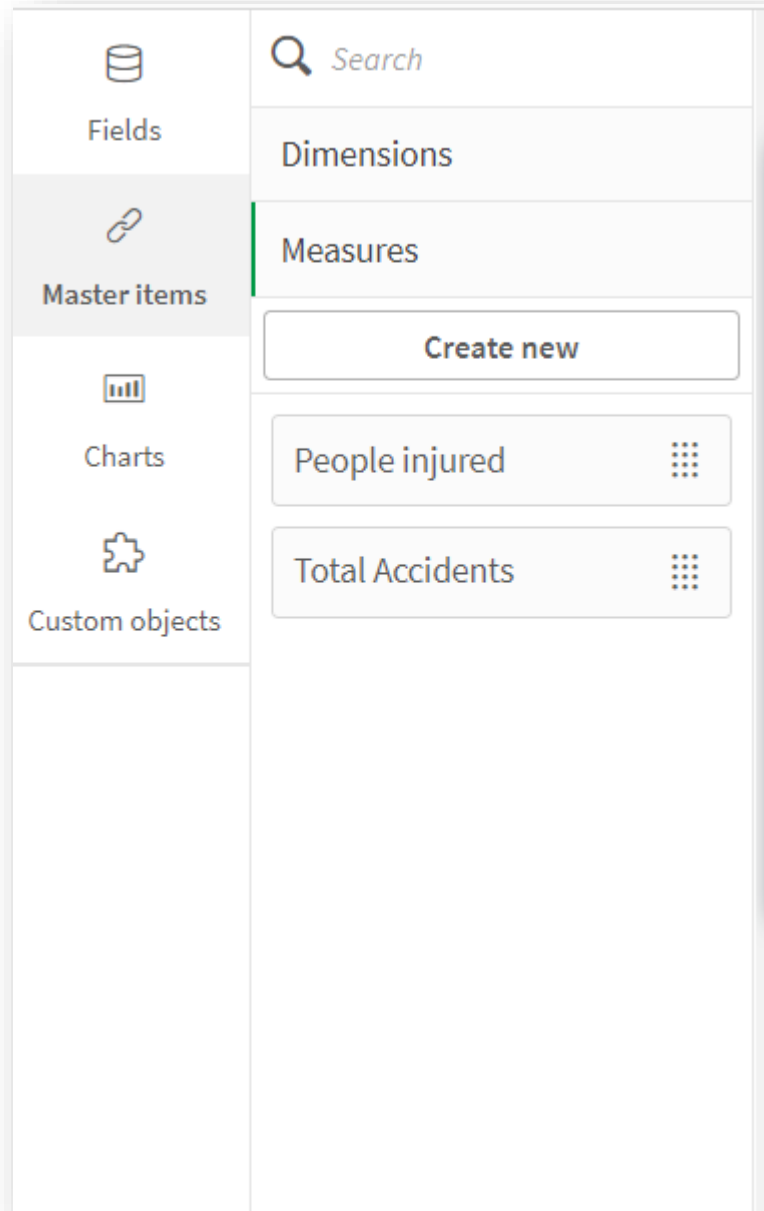 Fields
Master items
Charts
Custom objects
Search
Dimensions
Measures
Create new
People injured
Total Accidents